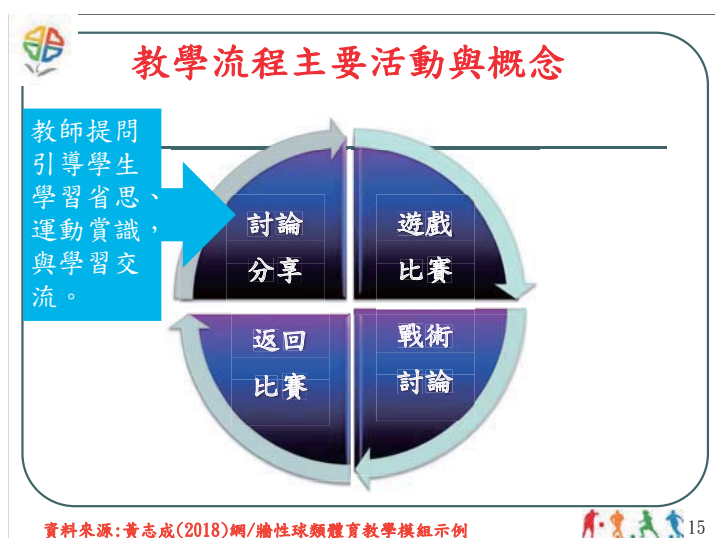 教學流程主要活動與概念
教師提問
引導學生
學習省思、
運動賞識，
與學習交
流。
討論
分享
遊戲
比賽
返回
比賽
戰術
討論
資料來源:黃志成(2018)網/牆性球類體育教學模組示例
15